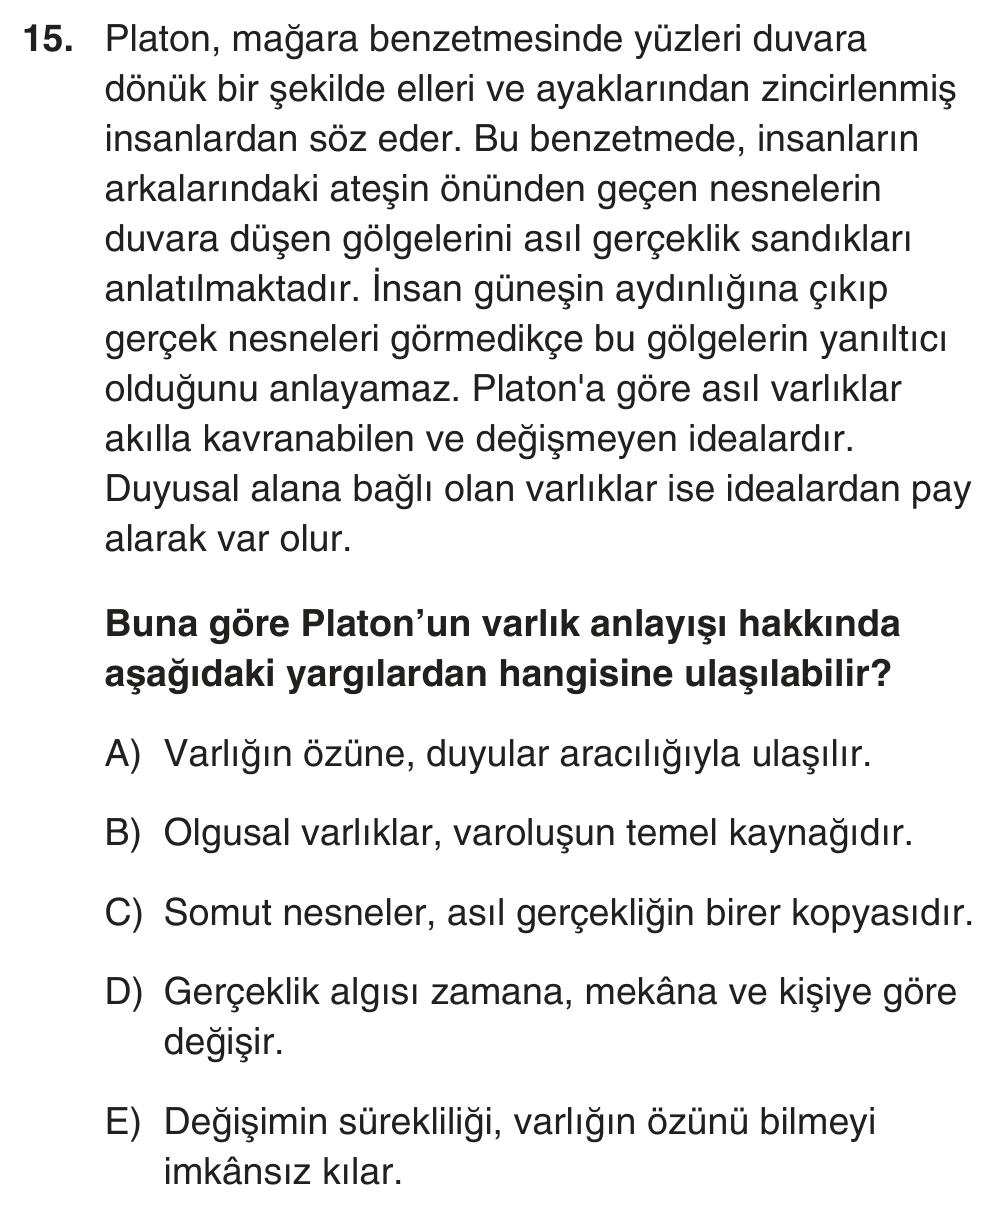 15. Platon, mağara benzetmesinde yüzleri duvara
dönük bir şekilde elleri ve ayaklarından zincirlenmiş
insanlardan söz eder. Bu benzetmede, insanların
arkalarındaki ateşin önünden geçen nesnelerin
duvara düşen gölgelerini asıl gerçeklik sandıkları
anlatılmaktadır. İnsan güneşin aydınlığına çıkıp
gerçek nesneleri görmedikçe bu gölgelerin yanıltıcı
olduğunu anlayamaz. Platon'a göre asıl varlıklar
akılla kavranabilen ve değişmeyen idealardır.
Duyusal alana bağlı olan varlıklar ise idealardan pay
alarak var olur.
Buna göre Platon’un varlık anlayışı hakkında
aşağıdaki yargılardan hangisine ulaşılabilir?
A) Varlığın özüne, duyular aracılığıyla ulaşılır.
B) Olgusal varlıklar, varoluşun temel kaynağıdır.
C) Somut nesneler, asıl gerçekliğin birer kopyasıdır.
D) Gerçeklik algısı zamana, mekâna ve kişiye göre
değişir.
E) Değişimin sürekliliği, varlığın özünü bilmeyi
imkânsız kılar.